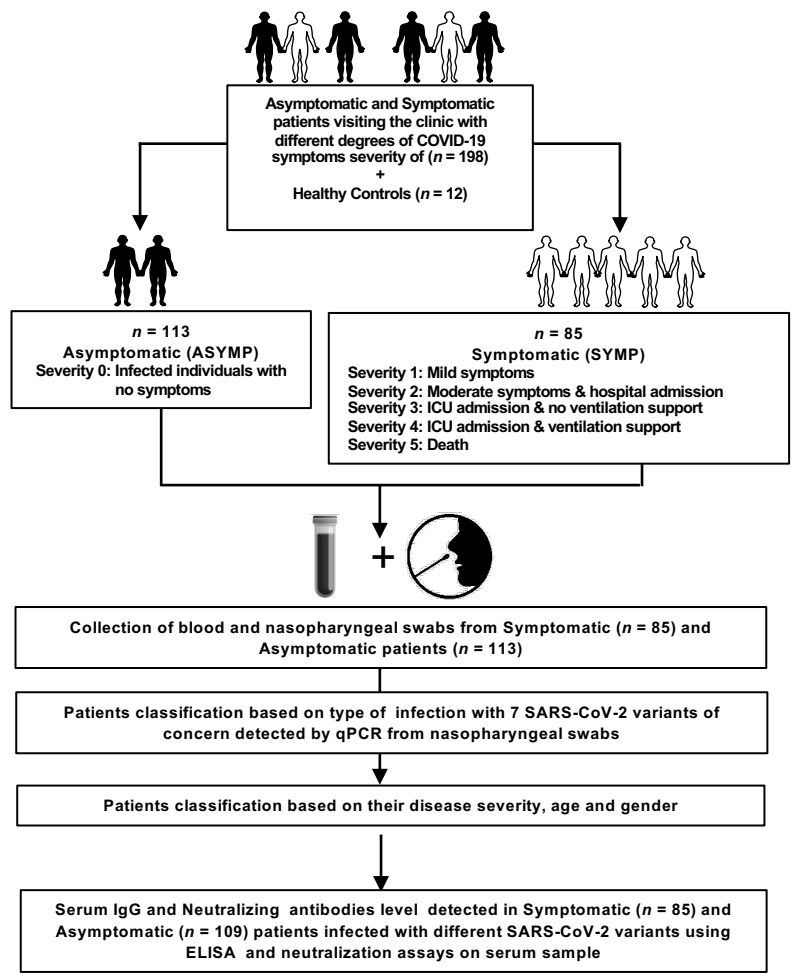 Asymptomatic and Symptomatic
patients visiting the clinic with
different degrees of COVID-19
symptoms severity of (n = 198)
+
Healthy Controls (n = 12)
n = 113
Asymptomatic (ASYMP)
Severity 0: Infected individuals with
no symptoms
n = 85
Symptomatic (SYMP)
Severity 1: Mild symptoms
Severity 2: Moderate symptoms & hospital admission
Severity 3: ICU admission & no ventilation support
Severity 4: ICU admission & ventilation support
Severity 5: Death
+
Collection of blood and nasopharyngeal swabs from Symptomatic (n = 85) and
Asymptomatic patients (n = 113)
Patients classification based on type of infection with 7 SARS-CoV-2 variants of
concern detected by qPCR from nasopharyngeal swabs
Patients classification based on their disease severity, age and gender
Serum IgG and Neutralizing antibodies level detected in Symptomatic (n = 85) and
Asymptomatic (n = 109) patients infected with different SARS-CoV-2 variants using
ELISA and neutralization assays on serum sample